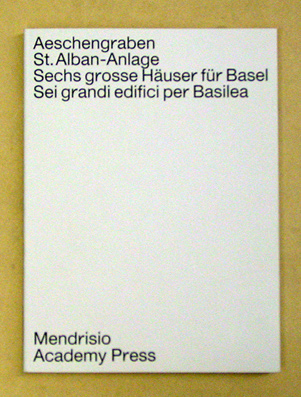 Aeschengraben
St. Alban-Anlage
Sechs grosse Häuser für Basel
Sei grandi edifici per Basilea
Mendrisio
Academy Press